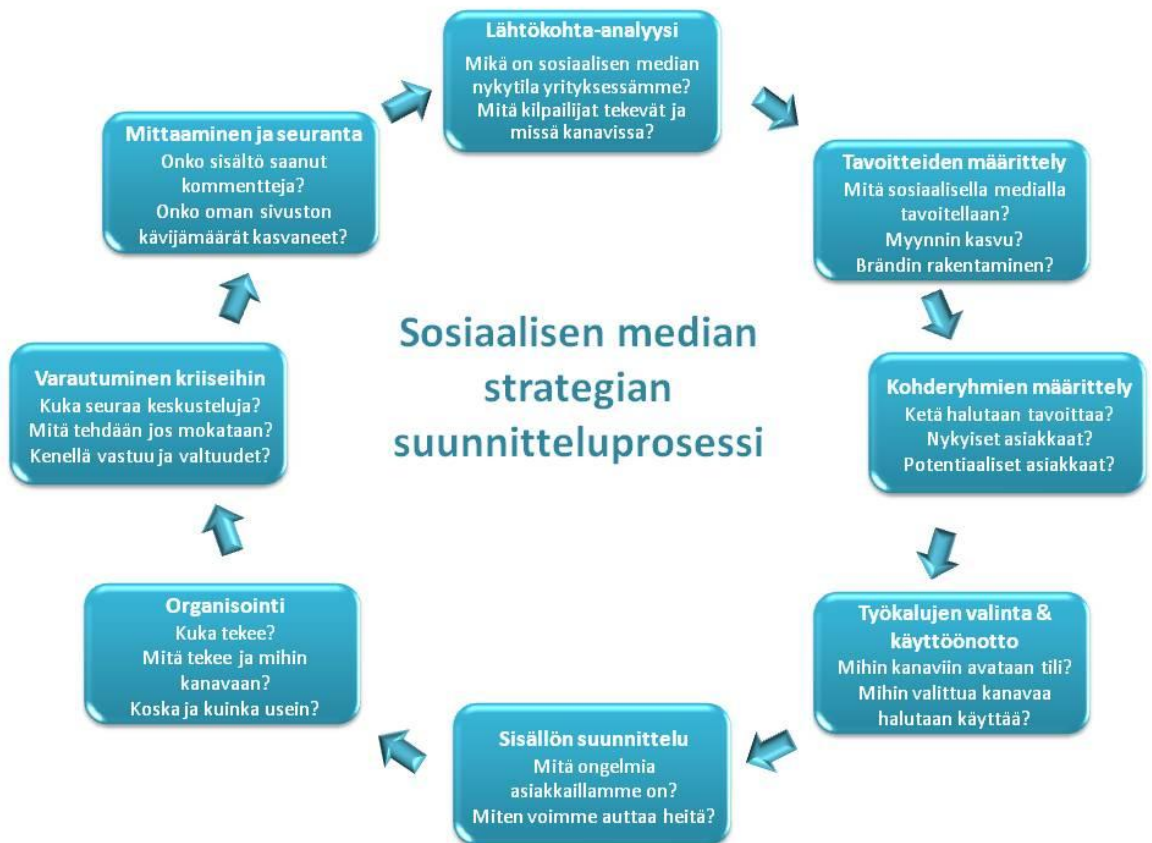 Lähtökohta-analyysi
Mikä on sosiaalisen median
nykytila yrityksessämme?
Mitä kilpailijat tekevät ja
missä kanavissa?
Tavoitteiden määrittely
Mitä sosiaalisella medialla
tavoitellaan?
Myynnin kasvu?
Brändin rakentaminen?
Kohderyhmien määrittely
Ketä halutaan tavoittaa?
Nykyiset asiakkaat?
Potentiaaliset asiakkaat?
Työkalujen valinta &
käyttöönotto
Mihin kanaviin avataan tili?
Mihin valittua kanavaa
halutaan käyttää?
Sisällön suunnittelu
Mitä ongelmia
asiakkaillamme on?
Miten voimme auttaa heitä?
Organisointi
Kuka tekee?
Mitä tekee ja mihin
kanavaan?
Koska ja kuinka usein?
Varautuminen kriiseihin
Kuka seuraa keskusteluja?
Mitä tehdään jos mokataan?
Kenellä vastuu ja valtuudet?
Mittaaminen ja seuranta
Onko sisältö saanut
kommentteja?
Onko oman sivuston
kävijämäärät kasvaneet?
Sosiaalisen median
strategian
suunnitteluprosessi